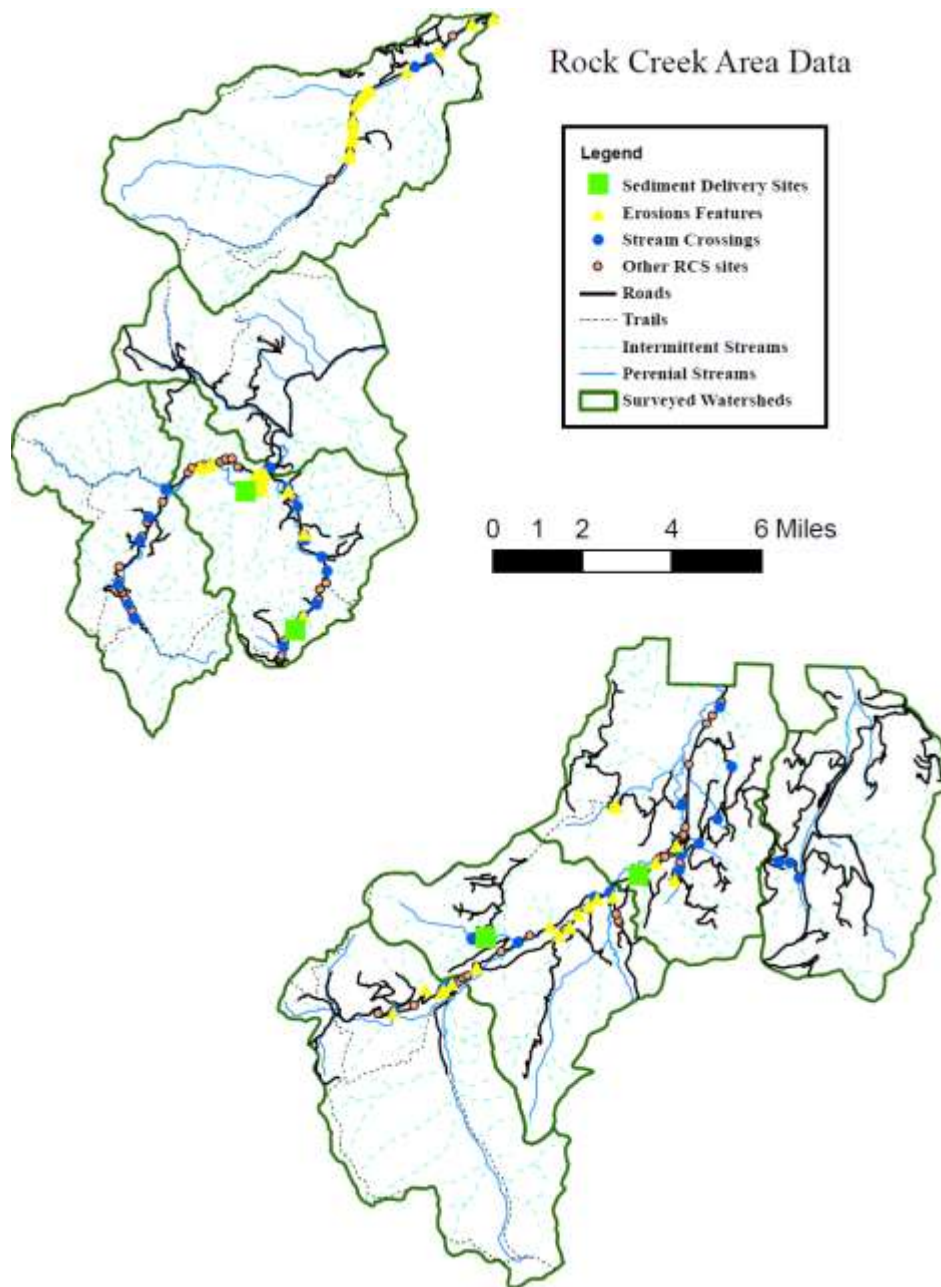 Rock Creek Area Data
Legend
Sediment Delivery Sites
Erosions Features
Stream Crossings
Other RCS sites
Roads
Trails
Intermittent Streams
Perenial Streams
Surveyed Watersheds
0 1 2 4 6 Miles